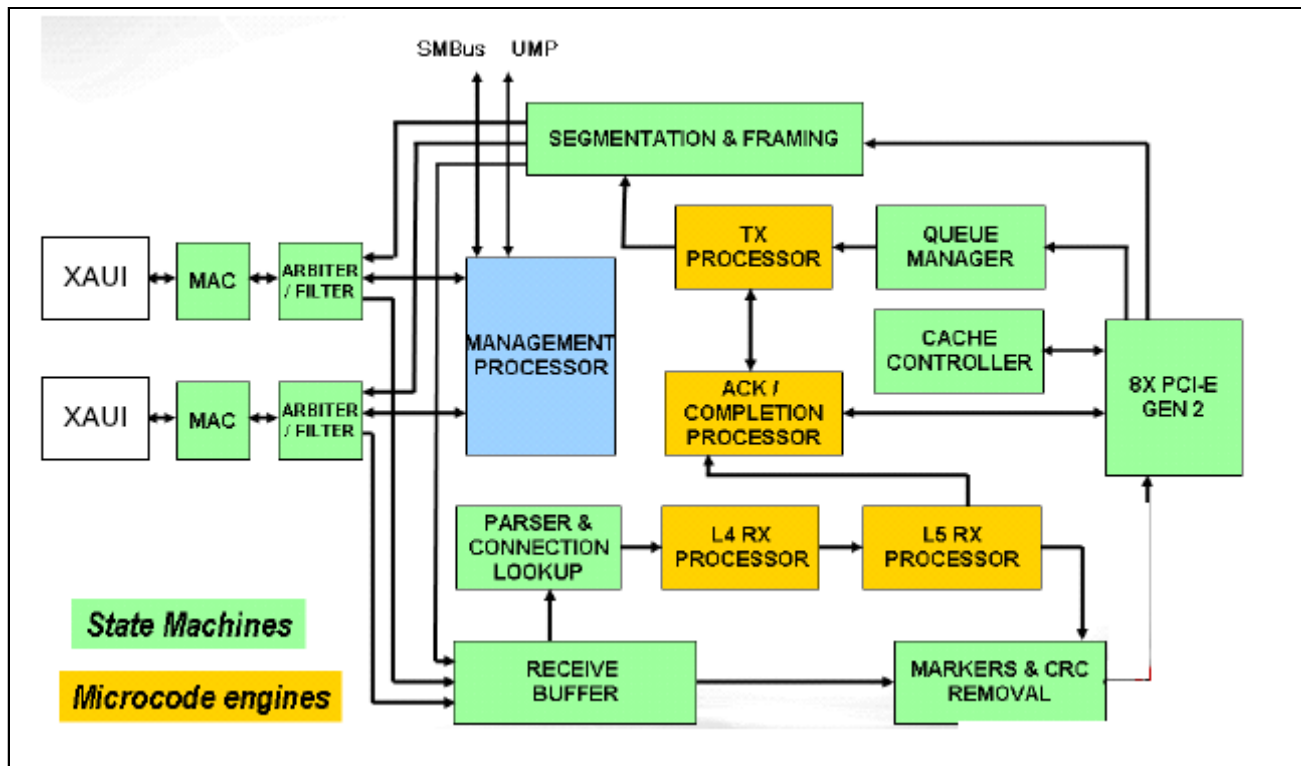 SMBus UMP
SEGMENTATION & FRAMING
TX
PROCESSOR
QUEUE
MANAGER
XAUI
MAC
ARBITER
/ FILTER
MANAGEMENT
PROCESSOR
CACHE
CONTROLLER
8X PCI-E
GEN 2
XAUI
MAC
ARBITER
/ FILTER
ACK /
COMPLETION
PROCESSOR
PARSER &
CONNECTION
LOOKUP
L4 RX
PROCESSOR
L5 RX
PROCESSOR
State Machines
Microcode engines
RECEIVE
BUFFER
MARKERS & CRC
REMOVAL